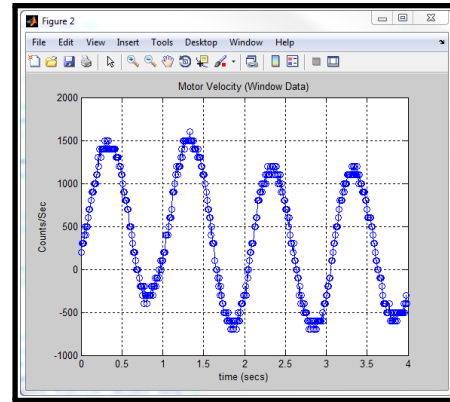 Figure 2
File Edit View Insert Tools Desktop Window Help
Motor Velocity (Window Data)
2000
1500
1000
500
0
-500
-1000
Counts/Sec
0 0.5 1 1.5 2 2.5 3 3.5 4
time (secs)